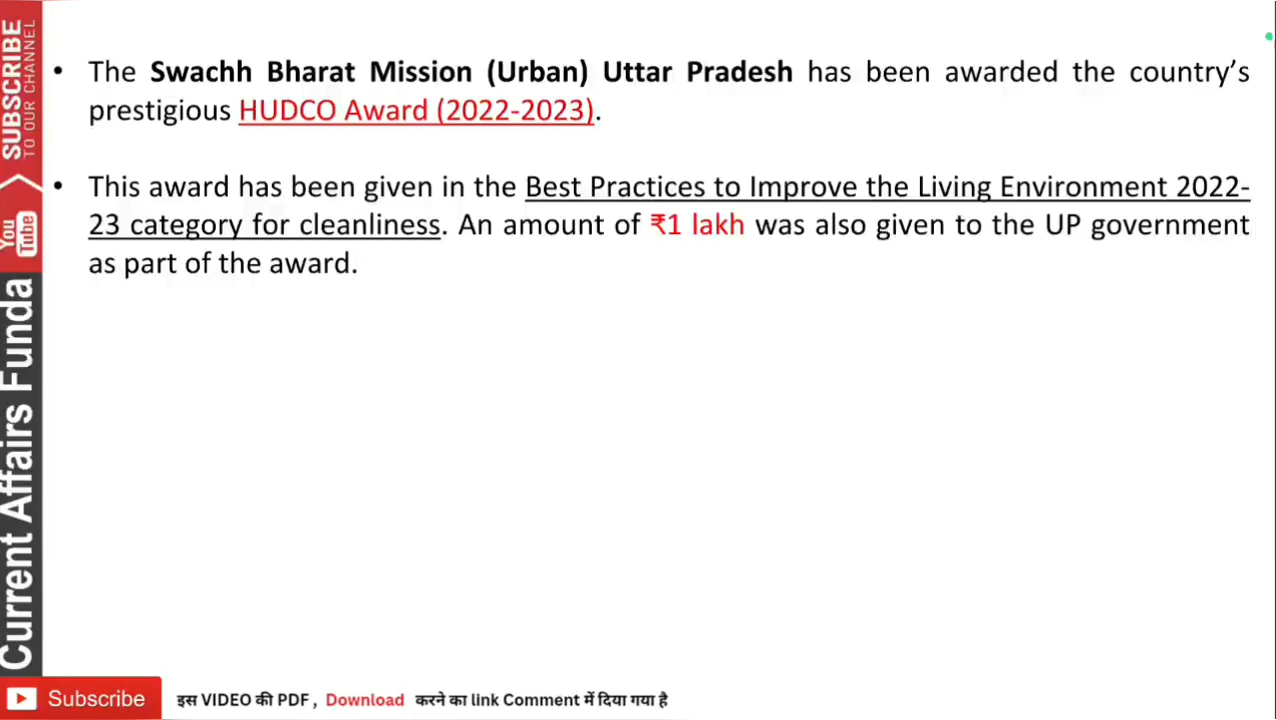 SUBSCRIBE
TO OUR CHANNEL
You Tube
Current Affairs Funda
• The Swachh Bharat Mission (Urban) Uttar Pradesh has been awarded the country’s
prestigious HUDCO Award (2022-2023).
• This award has been given in the Best Practices to Improve the Living Environment 2022-
23 category for cleanliness. An amount of ₹1 lakh was also given to the UP government
as part of the award.
Subscribe
इस VIDEO की PDF , Download करने का link Comment में दिया गया है